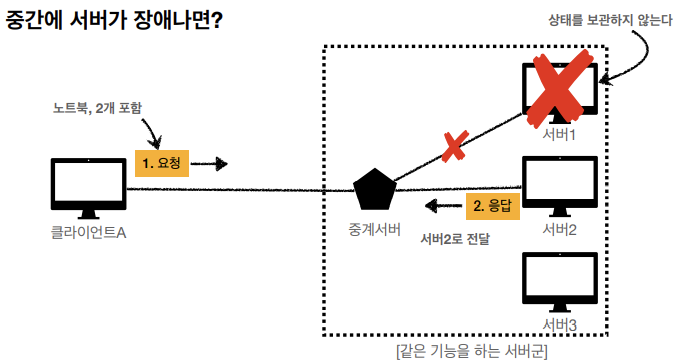 중간에 서버가 장애나면?
상태를 보관하지 않는다
노트북, 2개 포함
1. 요청
서버1
클라이언트A
중계서버
2. 응답
서버2로 전달
서버2
서버3
[같은 기능을 하는 서버군]